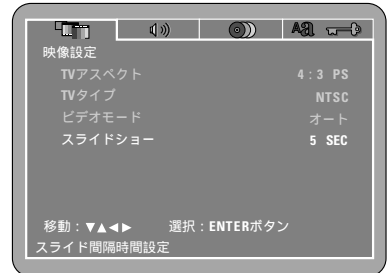 Aあ
映像設定
TVアスペクト 4:3 PS
TVタイプ NTSC
ビデオモード オート
スライドショー 5 SEC
移動:▼▲◀▶ 選択:ENTERボタン
スライド間隔時間設定